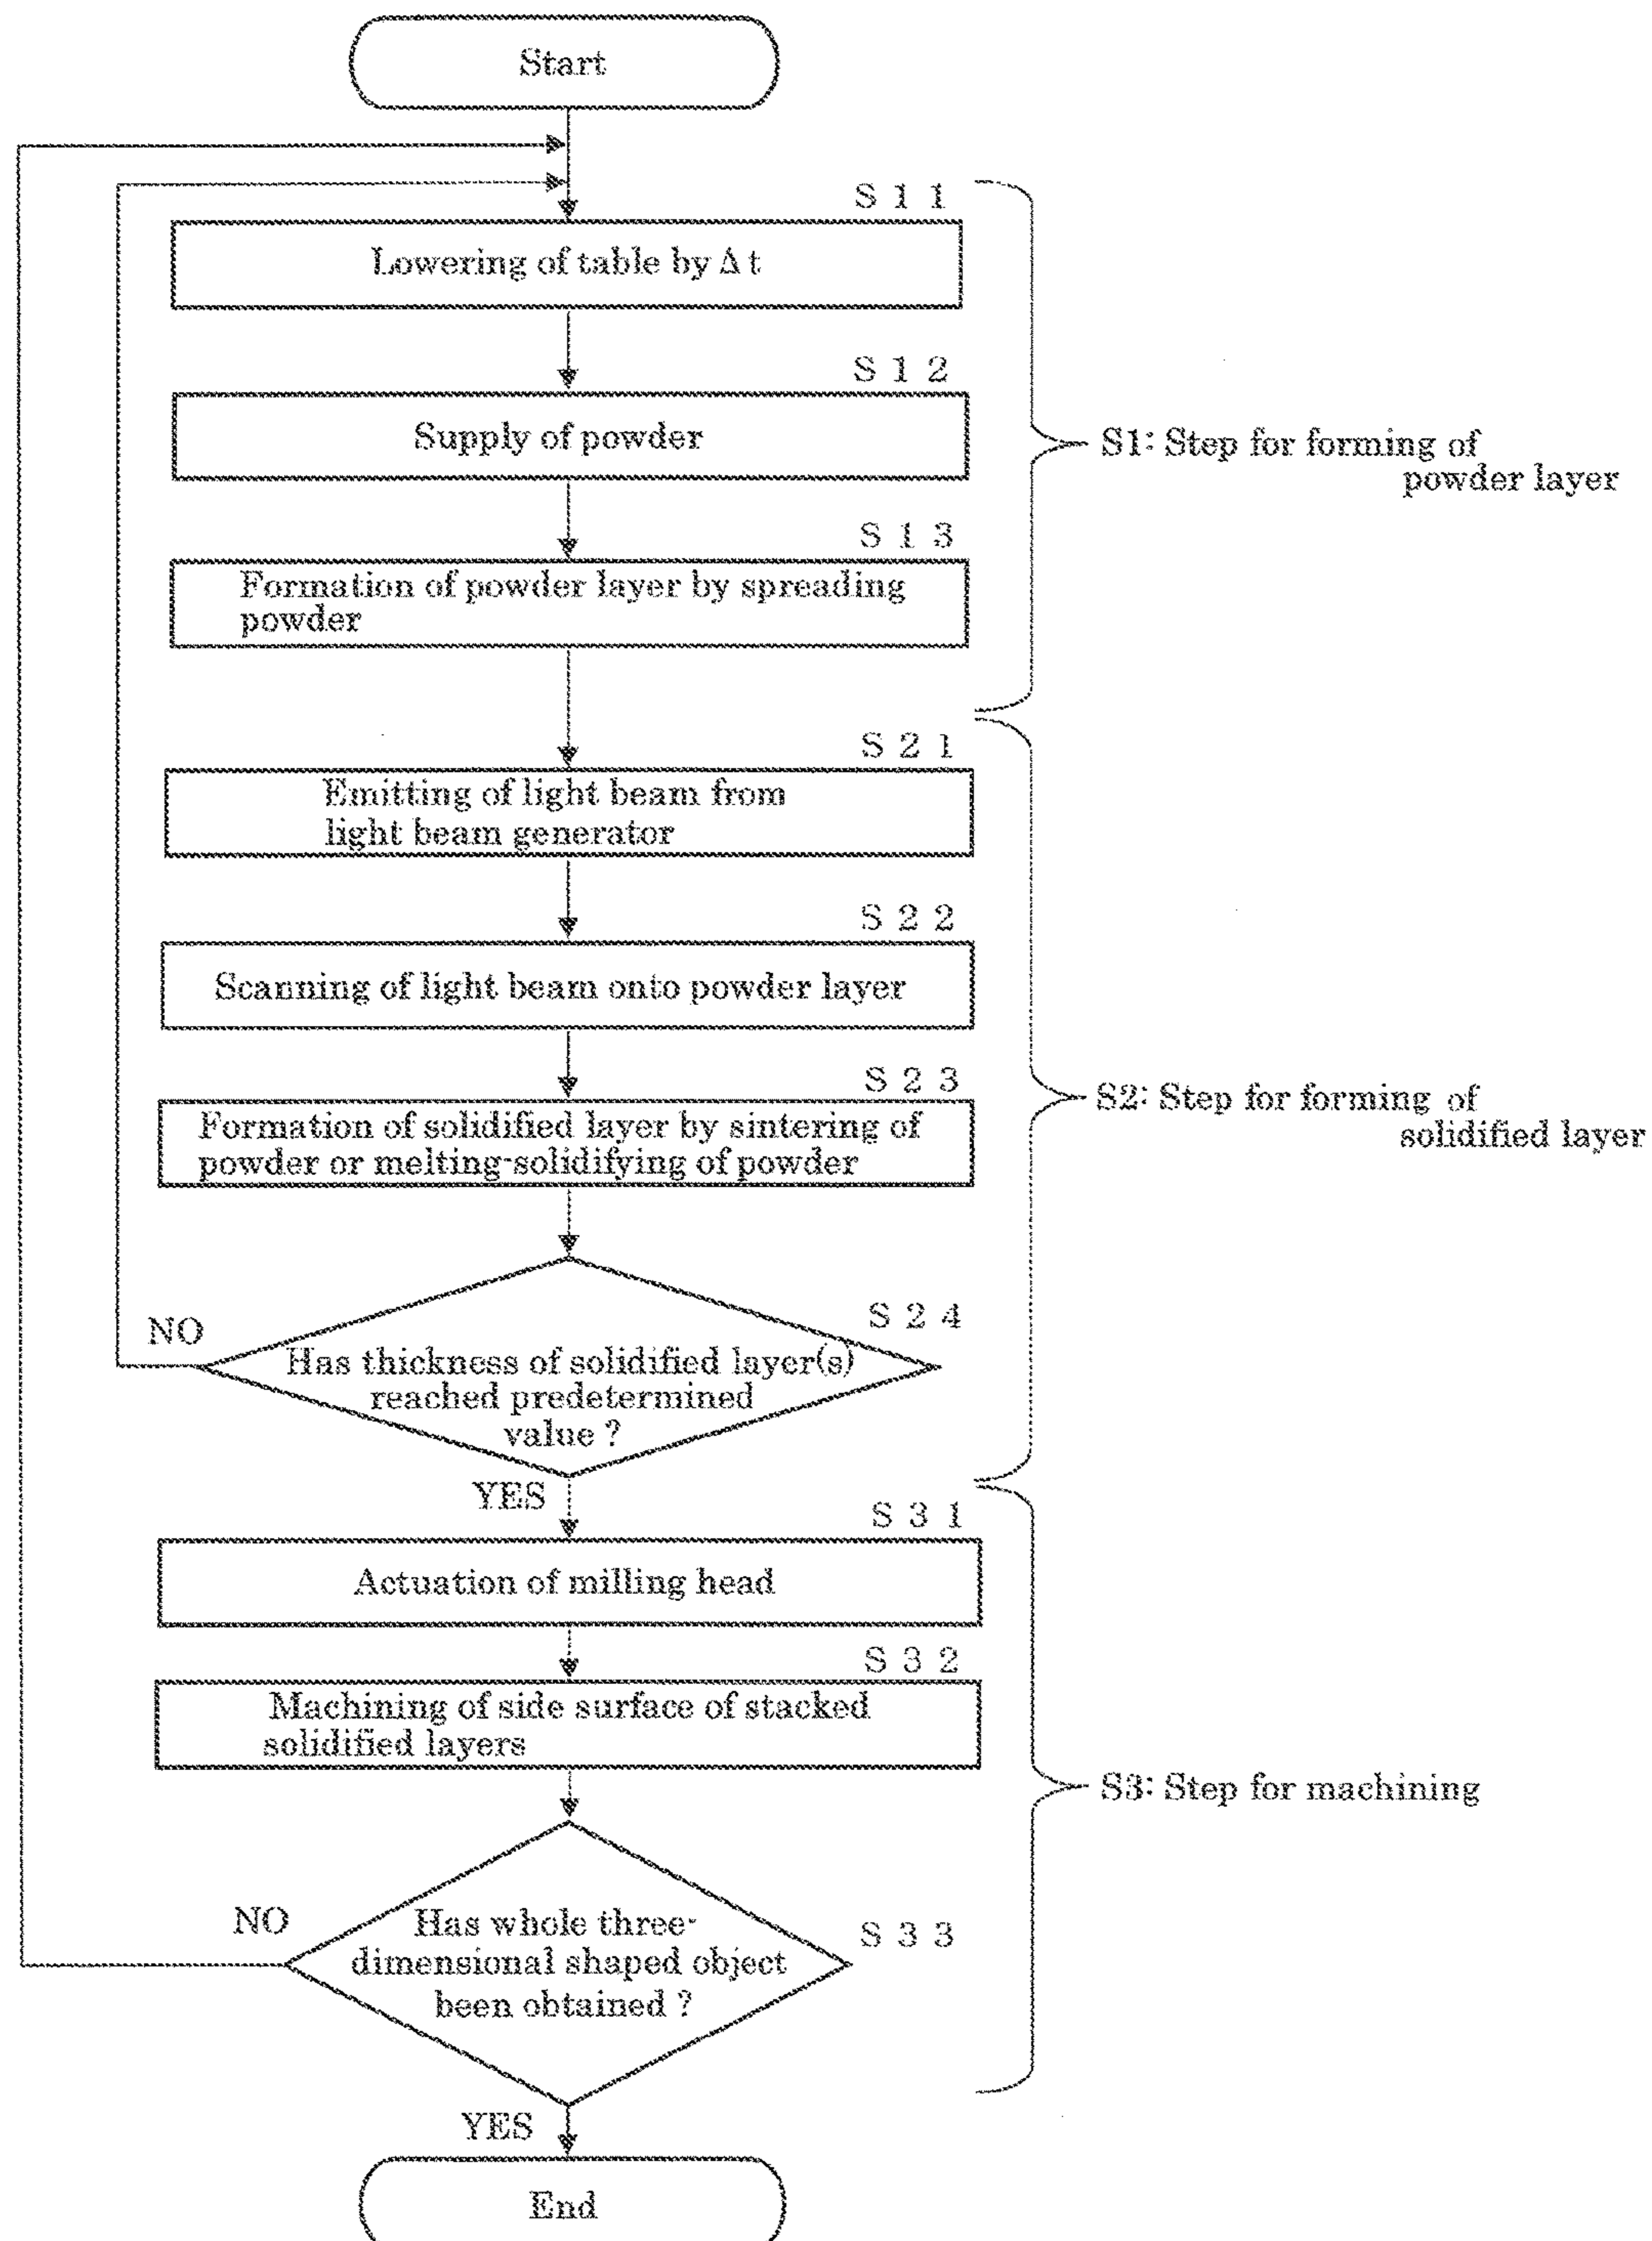 Start
S 1 1
Lowering of table by Δt
S 1 2
Supply of powder
S1: Step for forming of
powder layer
S 1 3
Formation of powder layer by spreading
powder
S 2 1
Emitting of light beam from
light beam generator
S 2 2
Scanning of light beam onto powder layer
S 2 3
Formation of solidified layer by sintering of
powder or melting-solidifying of powder
S2: Step for forming of
solidified layer
S 2 4
NO
Has thickness of solidified layer(s)
reached predetermined
value ?
YES
S 3 1
Actuation of milling head
S 3 2
Machining of side surface of stacked
solidified layers
S3: Step for machining
NO
Has whole three-
dimensional shaped object
been obtained ?
S 3 3
YES
End